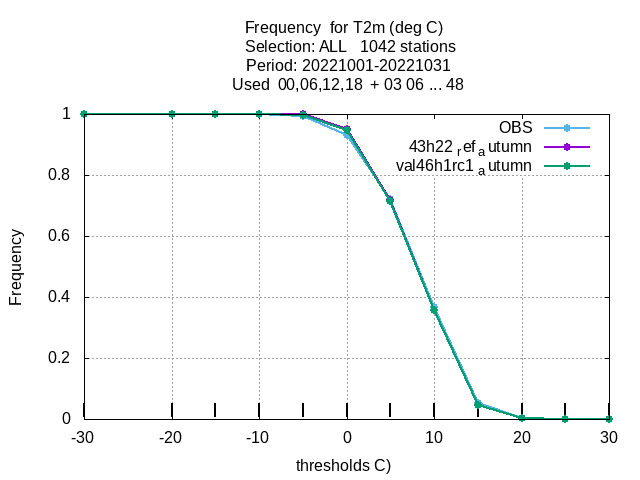 Frequency for T2m (deg C)
Selection: ALL 1042 stations
Period: 20221001-20221031
Used 00,06,12,18 + 03 06 ... 48
OBS
43h22 ref autumn
val46h1rc1 autumn
Frequency
1
0.8
0.6
0.4
0.2
0
-30 -20 -10 0 10 20 30
thresholds C)